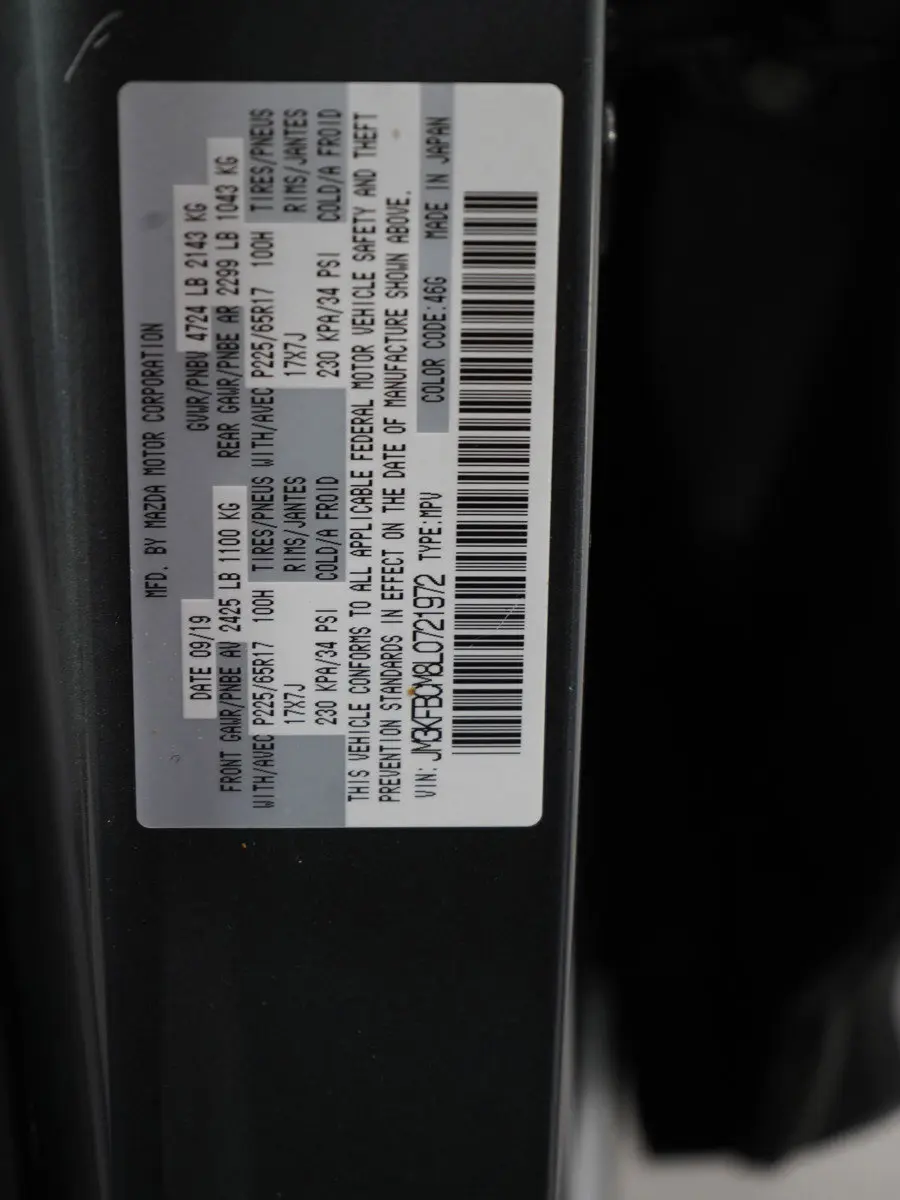 MFD. BY MAZDA MOTOR CORPORATION
DATE 09/19 GVWR/PNBV 4724 LB 2143 KG
FRONT GAWR/PNBE AV 2425 LB 1100 KG REAR GAWR/PNBE AR 2299 LB 1043 KG
WITH/AVEC P225/65R17 100H TIRES/PNEUS WITH/AVEC P225/65R17 100H TIRES/PNEUS
17X7J RIMS/JANTES 17X7J RIMS/JANTES
230 KPA/34 PSI COLD/A FROID 230 KPA/34 PSI COLD/A FROID
THIS VEHICLE CONFORMS TO ALL APPLICABLE FEDERAL MOTOR VEHICLE SAFETY AND THEFT
PREVENTION STANDARDS IN EFFECT ON THE DATE OF MANUFACTURE SHOWN ABOVE.
VIN: JM3KFBCM8L0721972 TYPE:MPV COLOR CODE:46G MADE IN JAPAN